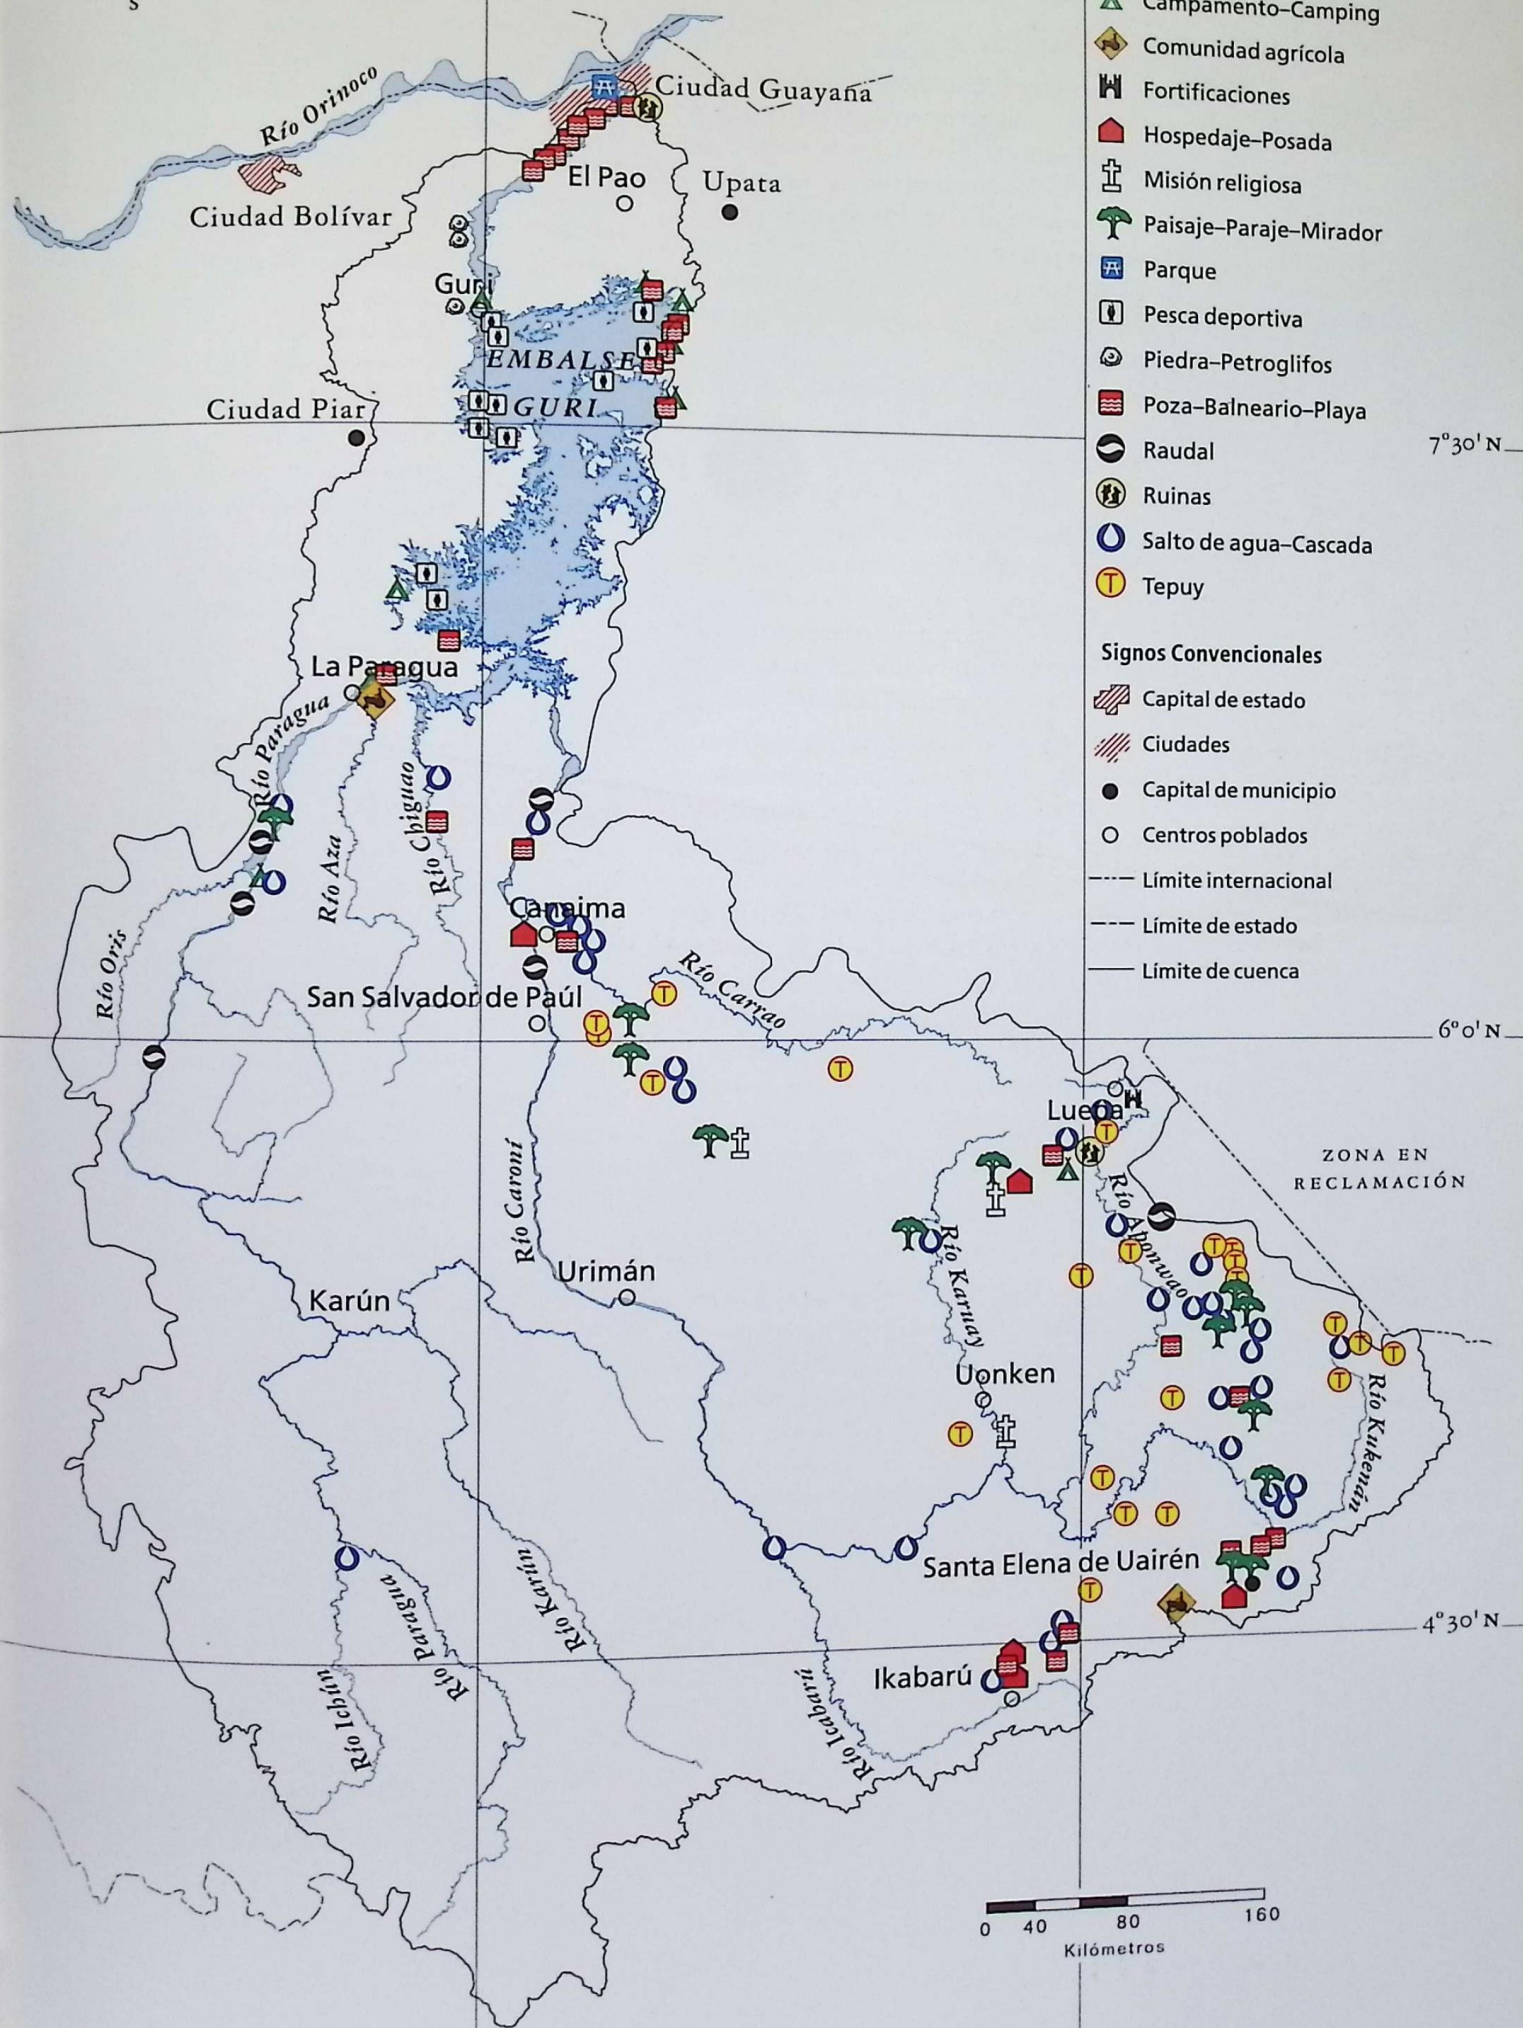 s
Campamento–Camping
Comunidad agrícola
Fortificaciones
Hospedaje–Posada
Misión religiosa
Paisaje–Paraje–Mirador
Parque
Pesca deportiva
Piedra–Petroglifos
Poza–Balneario–Playa
Raudal
Ruinas
Salto de agua–Cascada
Tepuy
Signos Convencionales
Capital de estado
Ciudades
Capital de municipio
Centros poblados
Límite internacional
Límite de estado
Límite de cuenca
Río Orinoco
Ciudad Guayana
El Pao
Upata
Ciudad Bolívar
Guri
EMBALSE
GURI
Ciudad Piar
7°30'N
La Paragua
Río Paragua
Río Chiguao
Río Aza
Canaima
Río Oris
Río Carrao
San Salvador de Paúl
6°0'N
Luepa
ZONA EN
RECLAMACIÓN
Río Caroní
Río Aponwao
Río Karuay
Urimán
Karún
Uonken
Río Kukenán
Santa Elena de Uairén
Río Karún
Río Paragua
4°30'N
Ikabarú
Río Ichún
Río
Río Icabarú
Río
0 40 80 160
Kilómetros